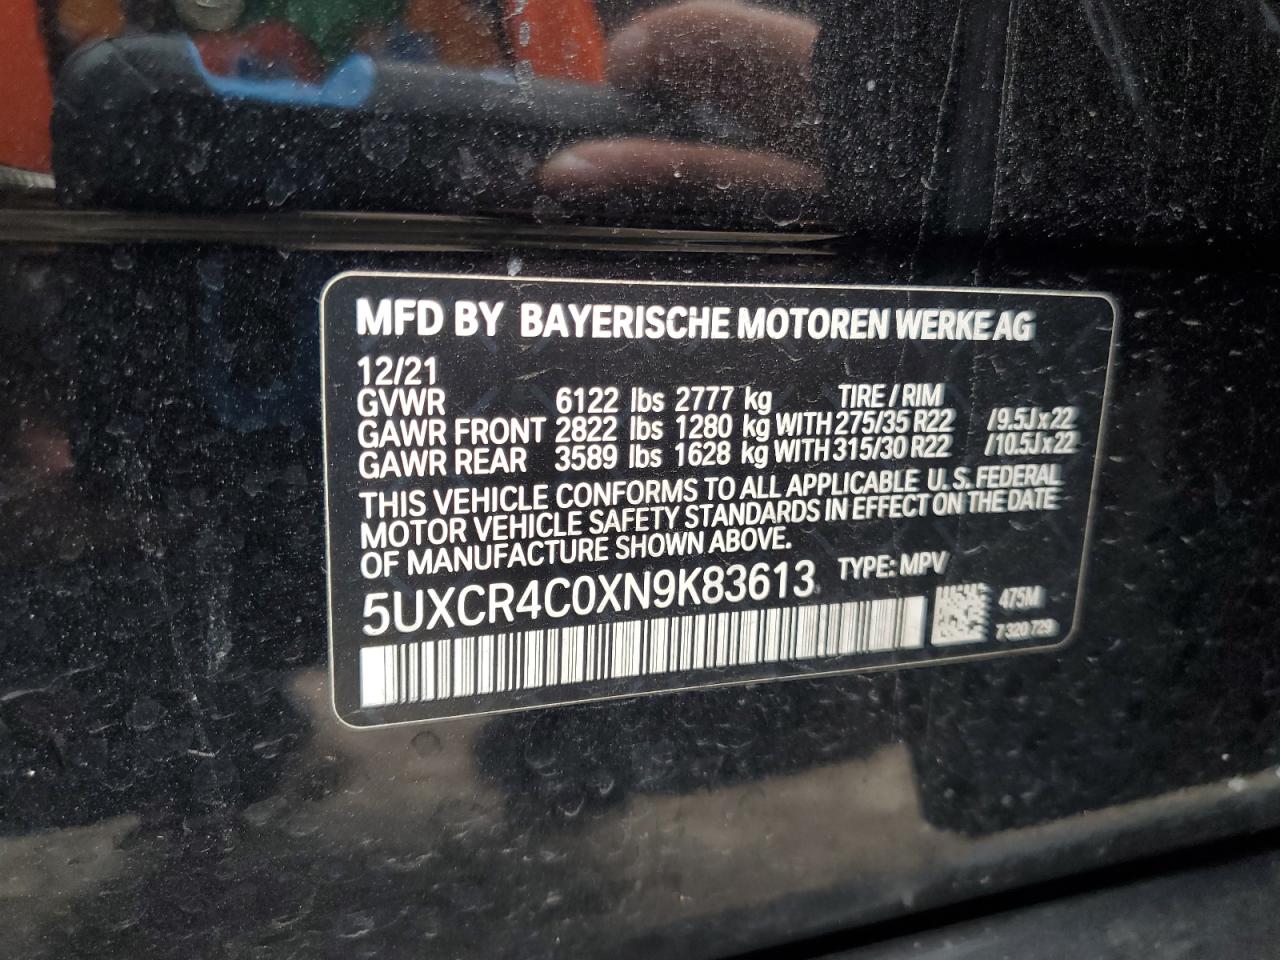 MFD BY BAYERISCHE MOTOREN WERKE AG
12/21
GVWR 6122 lbs 2777 kg TIRE / RIM
GAWR FRONT 2822 lbs 1280 kg WITH 275/35 R22 /9.5Jx22
GAWR REAR 3589 lbs 1628 kg WITH 315/30 R22 /10.5Jx22
THIS VEHICLE CONFORMS TO ALL APPLICABLE U.S. FEDERAL
MOTOR VEHICLE SAFETY STANDARDS IN EFFECT ON THE DATE
OF MANUFACTURE SHOWN ABOVE.
5UXCR4C0XN9K83613 TYPE: MPV
475M
7 320 729